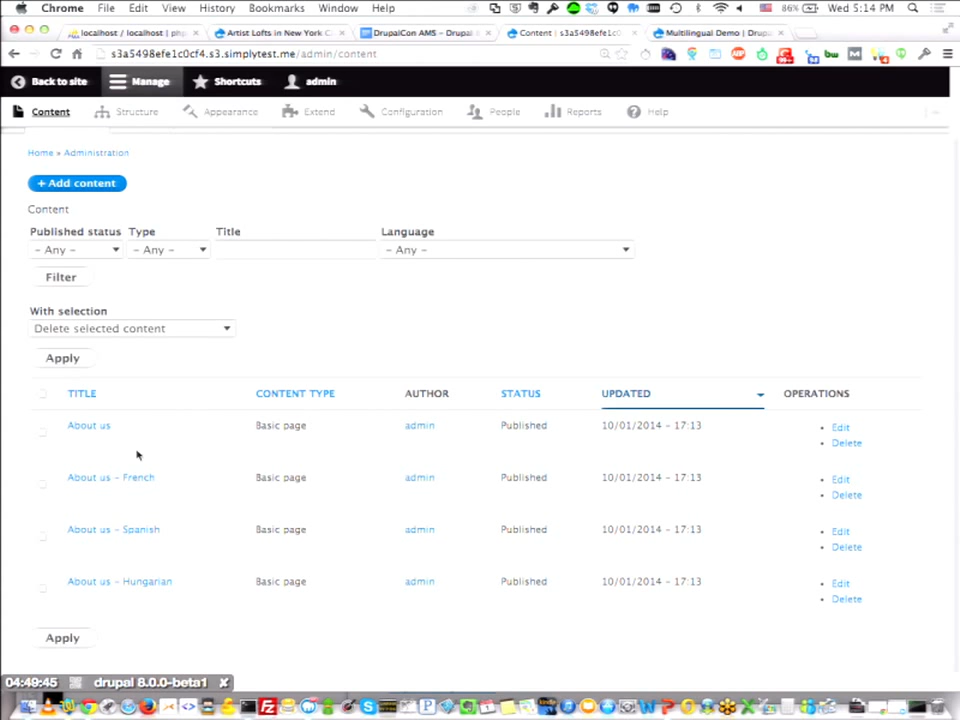 Chrome File Edit View History Bookmarks Window Help 86% Wed 5:14 PM
localhost / localhost | php Artist Lofts in New York C DrupalCon AMS – Drupal Content | s3a5498efe1c0cf4 Multilingual Demo | Drupa
s3a5498efe1c0cf4.s3.simplytest.me/admin/content
Back to site Manage Shortcuts admin
Content Structure Appearance Extend Configuration People Reports Help
Home » Administration
+ Add content
Content
Published status Type Title Language
– Any – – Any – – Any –
Filter
With selection
Delete selected content
Apply
TITLE CONTENT TYPE AUTHOR STATUS UPDATED OPERATIONS
About us Basic page admin Published 10/01/2014 – 17:13 Edit
Delete
About us – French Basic page admin Published 10/01/2014 – 17:13 Edit
Delete
About us – Spanish Basic page admin Published 10/01/2014 – 17:13 Edit
Delete
About us – Hungarian Basic page admin Published 10/01/2014 – 17:13 Edit
Delete
Apply
04:49:45 drupal 8.0.0-beta1